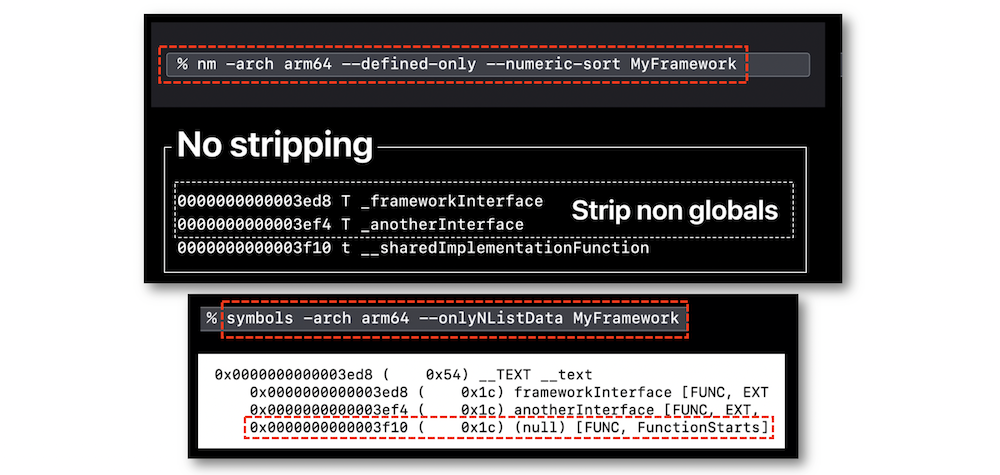 % nm -arch arm64 --defined-only --numeric-sort MyFramework
No stripping
0000000000003ed8 T _frameworkInterface
Strip non globals
0000000000003ef4 T _anotherInterface
0000000000003f10 t __sharedImplementationFunction
% symbols -arch arm64 --onlyNListData MyFramework
0x0000000000003ed8 (    0x54) __TEXT __text
0x0000000000003ed8 (    0x1c) frameworkInterface [FUNC, EXT
0x0000000000003ef4 (    0x1c) anotherInterface [FUNC, EXT,
0x0000000000003f10 (    0x1c) (null) [FUNC, FunctionStarts]